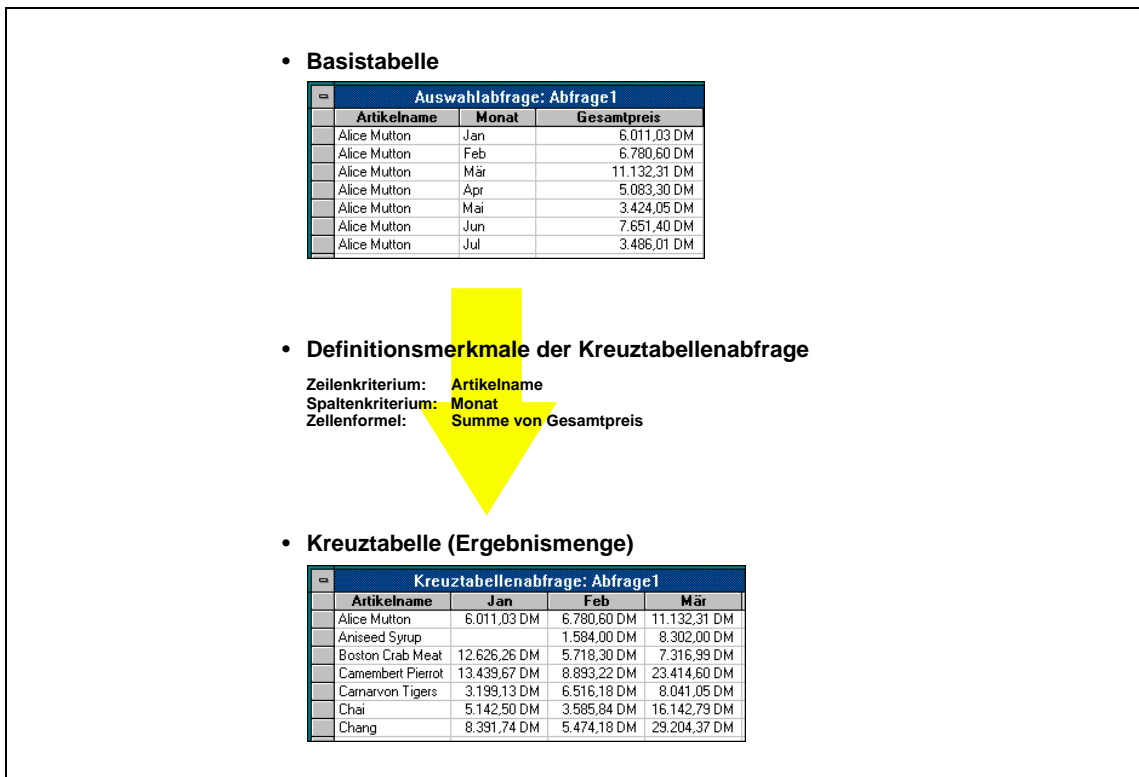 • Basistabelle
Auswahlabfrage: Abfrage1
Artikelname Monat Gesamtpreis
Alice Mutton Jan 6.011,03 DM
Alice Mutton Feb 6.780,60 DM
Alice Mutton Mär 11.132,31 DM
Alice Mutton Apr 5.083,30 DM
Alice Mutton Mai 3.424,05 DM
Alice Mutton Jun 7.651,40 DM
Alice Mutton Jul 3.486,01 DM
• Definitionsmerkmale der Kreuztabellenabfrage
Zeilenkriterium: Artikelname
Spaltenkriterium: Monat
Zellenformel: Summe von Gesamtpreis
• Kreuztabelle (Ergebnismenge)
Kreuztabellenabfrage: Abfrage1
Artikelname Jan Feb Mär
Alice Mutton 6.011,03 DM 6.780,60 DM 11.132,31 DM
Aniseed Syrup 1.584,00 DM 8.302,00 DM
Boston Crab Meat 12.626,26 DM 5.718,30 DM 7.316,99 DM
Camembert Pierrot 13.439,67 DM 8.893,22 DM 23.414,60 DM
Carnarvon Tigers 3.199,13 DM 6.516,18 DM 8.041,05 DM
Chai 5.142,50 DM 3.585,84 DM 16.142,79 DM
Chang 8.391,74 DM 5.474,18 DM 29.204,37 DM